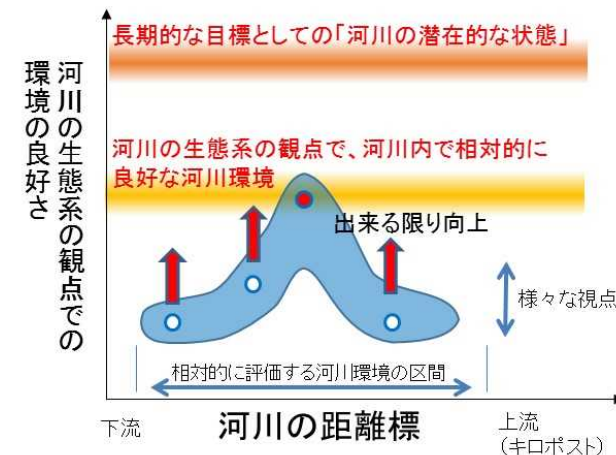 長期的な目標としての「河川の潜在的な状態」
河川の生態系の観点での
環境の良好さ
河川の生態系の観点で、河川内で相対的に
良好な河川環境
出来る限り向上
様々な視点
相対的に評価する河川環境の区間
下流
河川の距離標
上流
(キロポスト)